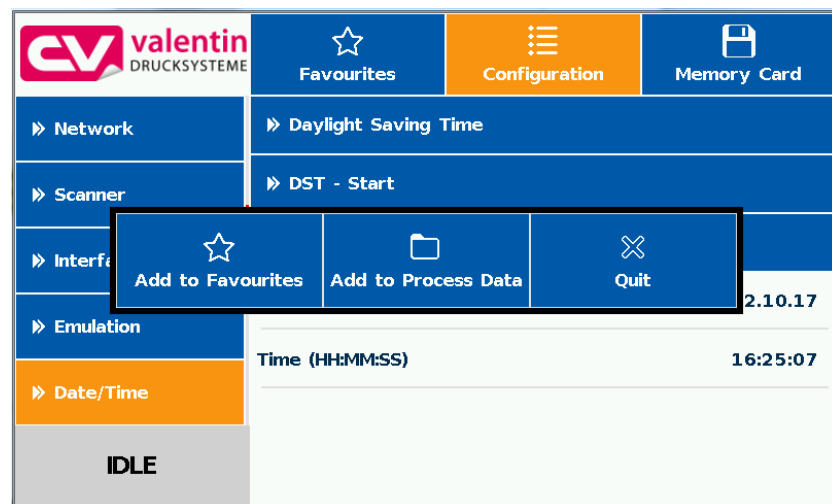 valentin
DRUCKSYSTEME
Favourites
Configuration
Memory Card
Network
Daylight Saving Time
Scanner
DST - Start
Add to Favourites
Add to Process Data
Quit
2.10.17
Emulation
Time (HH:MM:SS)
16:25:07
Date/Time
IDLE